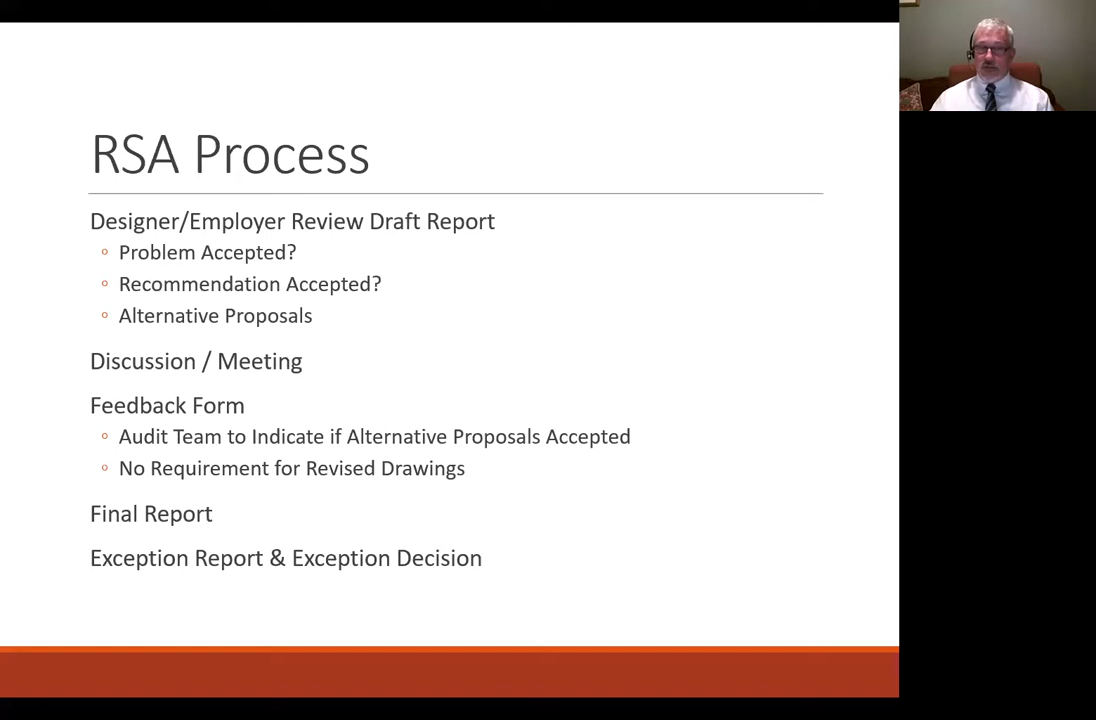 RSA Process
Designer/Employer Review Draft Report
◦ Problem Accepted?
◦ Recommendation Accepted?
◦ Alternative Proposals
Discussion / Meeting
Feedback Form
◦ Audit Team to Indicate if Alternative Proposals Accepted
◦ No Requirement for Revised Drawings
Final Report
Exception Report & Exception Decision